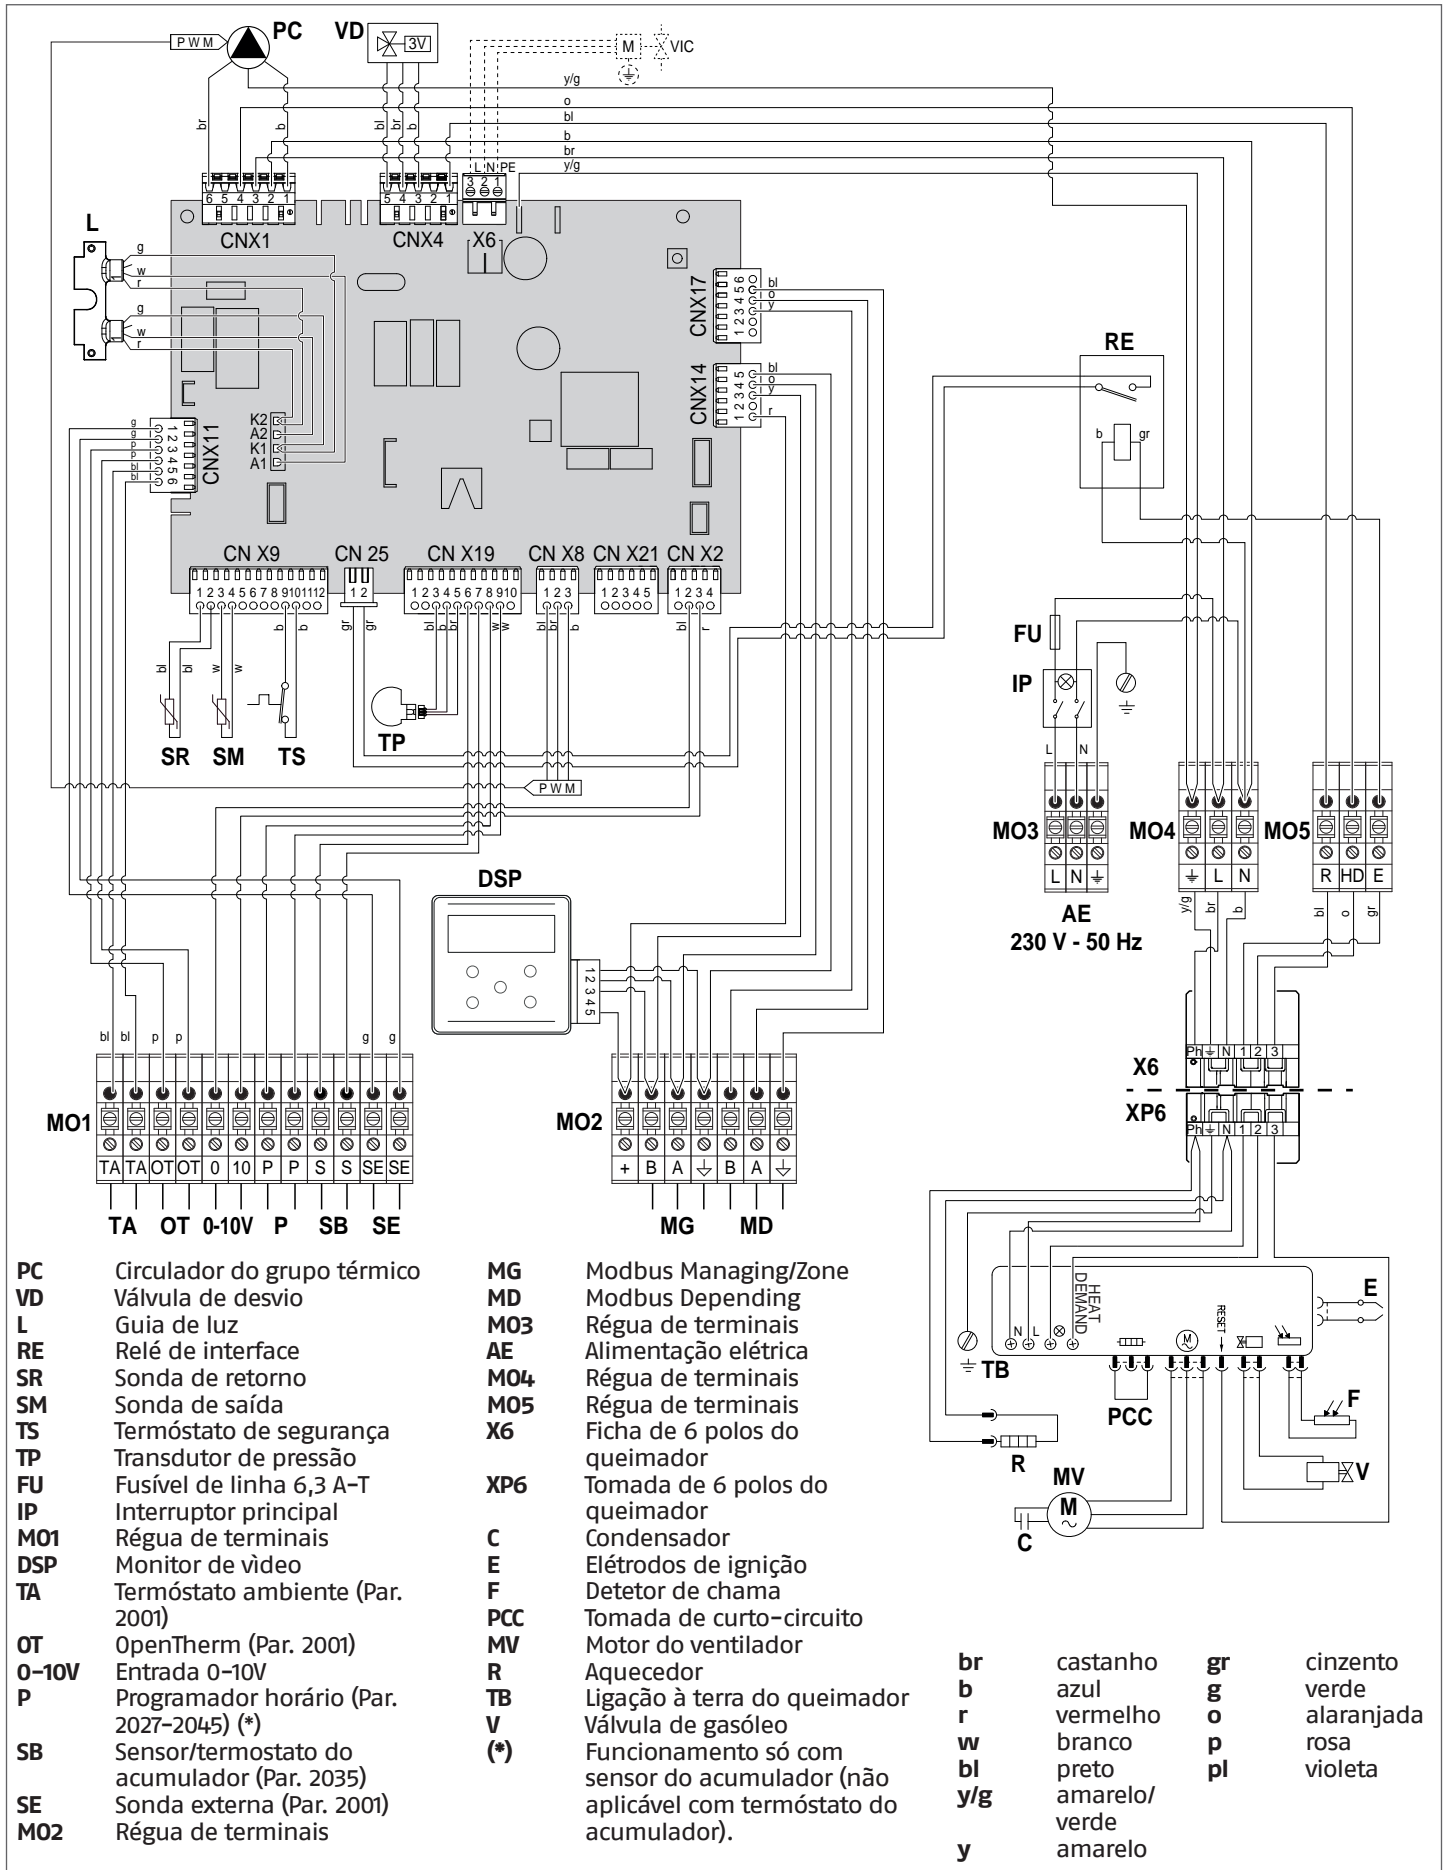 PWM
PC
VD
3V
M
VIC
y/g
o
bl
b
br
y/g
br
b
bl
br
b
L N PE
3 2 1
6 5 4 3 2 1
5 4 3 2 1
CNX1
CNX4
X6
L
g
w
r
g
w
r
K2
A2
K1
A1
CNX17
1 2 3 4 5 6
bl
o
y
CNX14
1 2 3 4 5
bl
o
y
r
RE
b
gr
g
g
p
p
bl
bl
1 2 3 4 5 6
CNX11
CN X9
CN 25
CN X19
CN X8
CN X21
CN X2
1 2 3 4 5 6 7 8 9 10 11 12
1 2
1 2 3 4 5 6 7 8 9 10
1 2 3
1 2 3 4 5
1 2 3 4
bl
bl
w
w
b
b
gr
gr
bl
b
br
w
w
bl
br
b
bl
r
SR
SM
TS
TP
PWM
FU
IP
L
N
MO3
MO4
MO5
L N
L N
R HD E
AE
230 V - 50 Hz
y/g
br
b
bl
o
gr
DSP
1 2 3 4 5
bl
bl
p
p
g
g
MO1
TA TA OT OT 0 10 P P S S SE SE
TA OT 0-10V P SB SE
MO2
+ B A B A
MG MD
X6
Ph N 1 2 3
XP6
Ph N 1 2 3
HEAT
DEMAND
N L
RESET
M
E
TB
PCC
F
R
MV
M
C
V
PC Circulador do grupo térmico
VD Válvula de desvio
L Guia de luz
RE Relé de interface
SR Sonda de retorno
SM Sonda de saída
TS Termóstato de segurança
TP Transdutor de pressão
FU Fusível de linha 6,3 A-T
IP Interruptor principal
MO1 Régua de terminais
DSP Monitor de vìdeo
TA Termóstato ambiente (Par.
2001)
OT OpenTherm (Par. 2001)
0-10V Entrada 0-10V
P Programador horário (Par.
2027-2045) (*)
SB Sensor/termostato do
acumulador (Par. 2035)
SE Sonda externa (Par. 2001)
MO2 Régua de terminais
MG Modbus Managing/Zone
MD Modbus Depending
MO3 Régua de terminais
AE Alimentação elétrica
MO4 Régua de terminais
MO5 Régua de terminais
X6 Ficha de 6 polos do
queimador
XP6 Tomada de 6 polos do
queimador
C Condensador
E Elétrodos de ignição
F Detetor de chama
PCC Tomada de curto-circuito
MV Motor do ventilador
R Aquecedor
TB Ligação à terra do queimador
V Válvula de gasóleo
(*) Funcionamento só com
sensor do acumulador (não
aplicável com termóstato do
acumulador).
br castanho
b azul
r vermelho
w branco
bl preto
y/g amarelo/
verde
y amarelo
gr cinzento
g verde
o alaranjada
p rosa
pl violeta